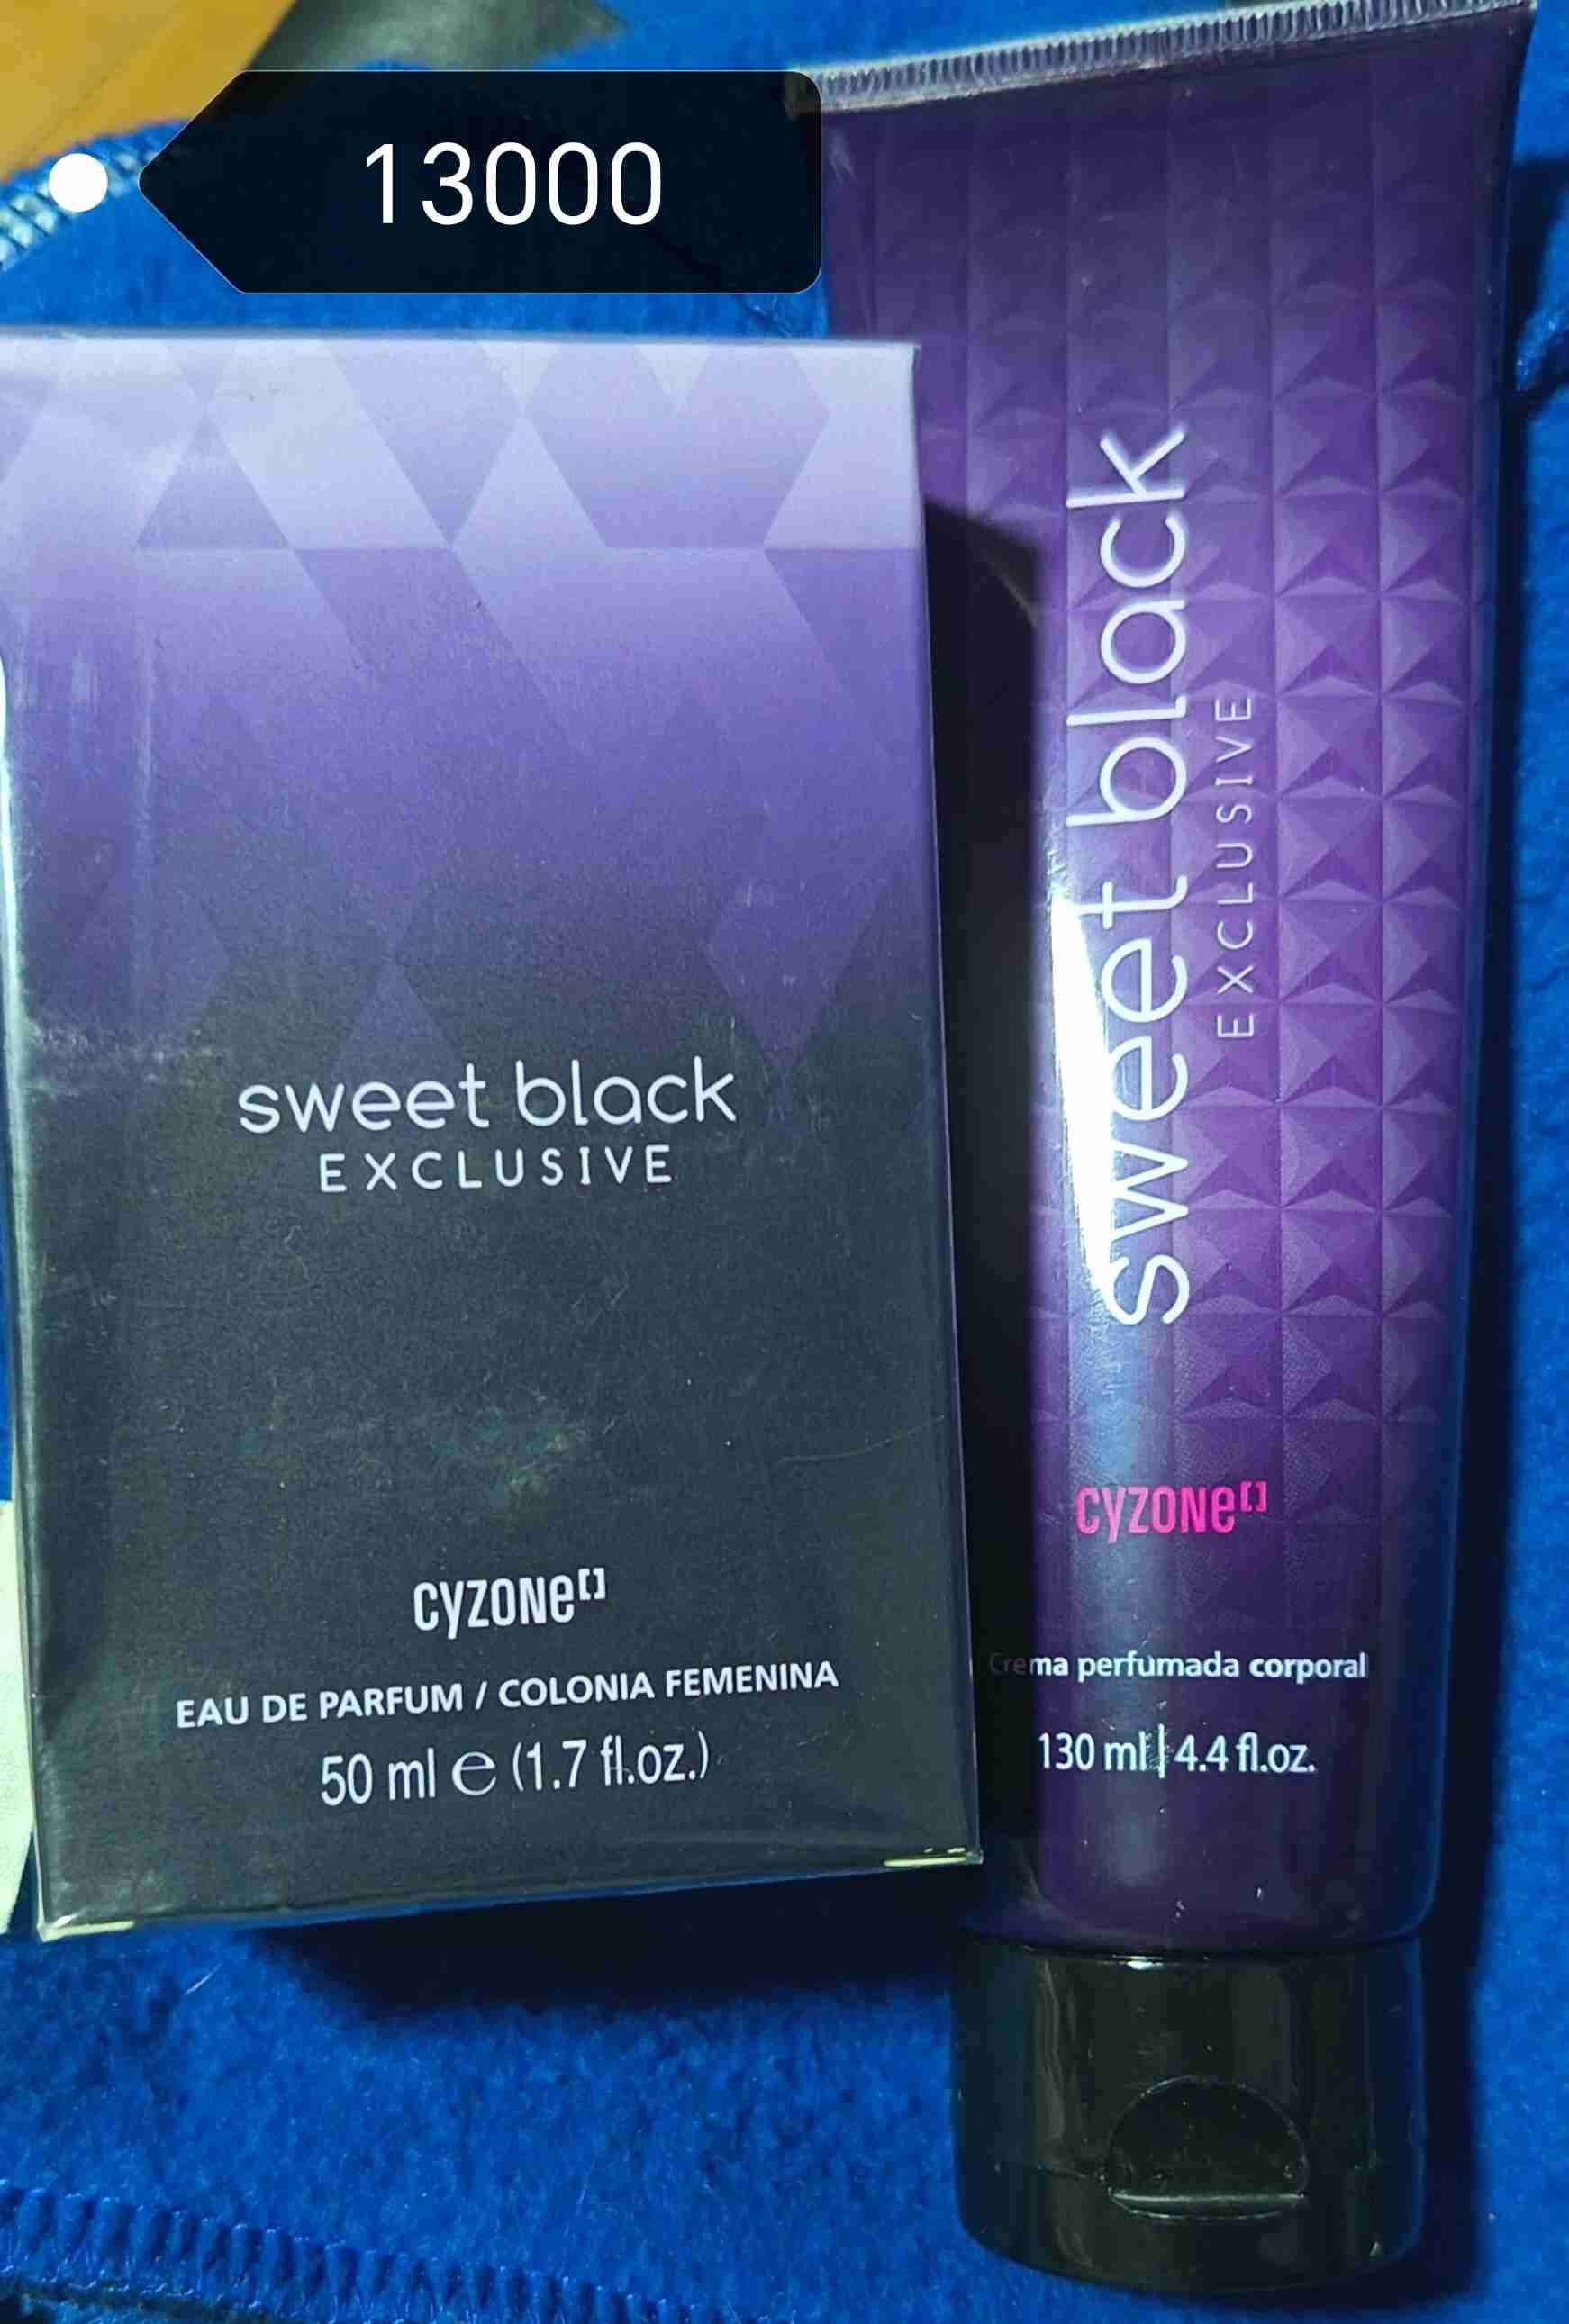 13000
sweet black
EXCLUSIVE
cyzone[]
EAU DE PARFUM / COLONIA FEMENINA
50 ml e (1.7 fl.oz.)
sweet black
EXCLUSIVE
cyzone[]
Crema perfumada corporal
130 ml | 4.4 fl.oz.